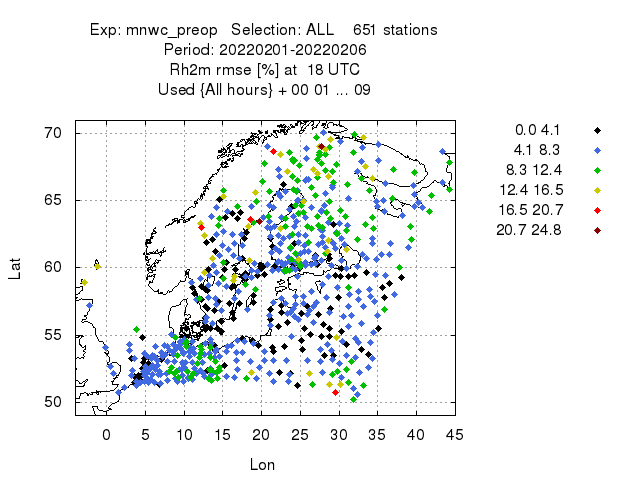 Exp: mnwc_preop Selection: ALL 651 stations
Period: 20220201-20220206
Rh2m rmse [%] at 18 UTC
Used {All hours} + 00 01 ... 09
0.0 4.1
4.1 8.3
8.3 12.4
12.4 16.5
16.5 20.7
20.7 24.8
70
65
60
55
50
Lat
0 5 10 15 20 25 30 35 40 45
Lon